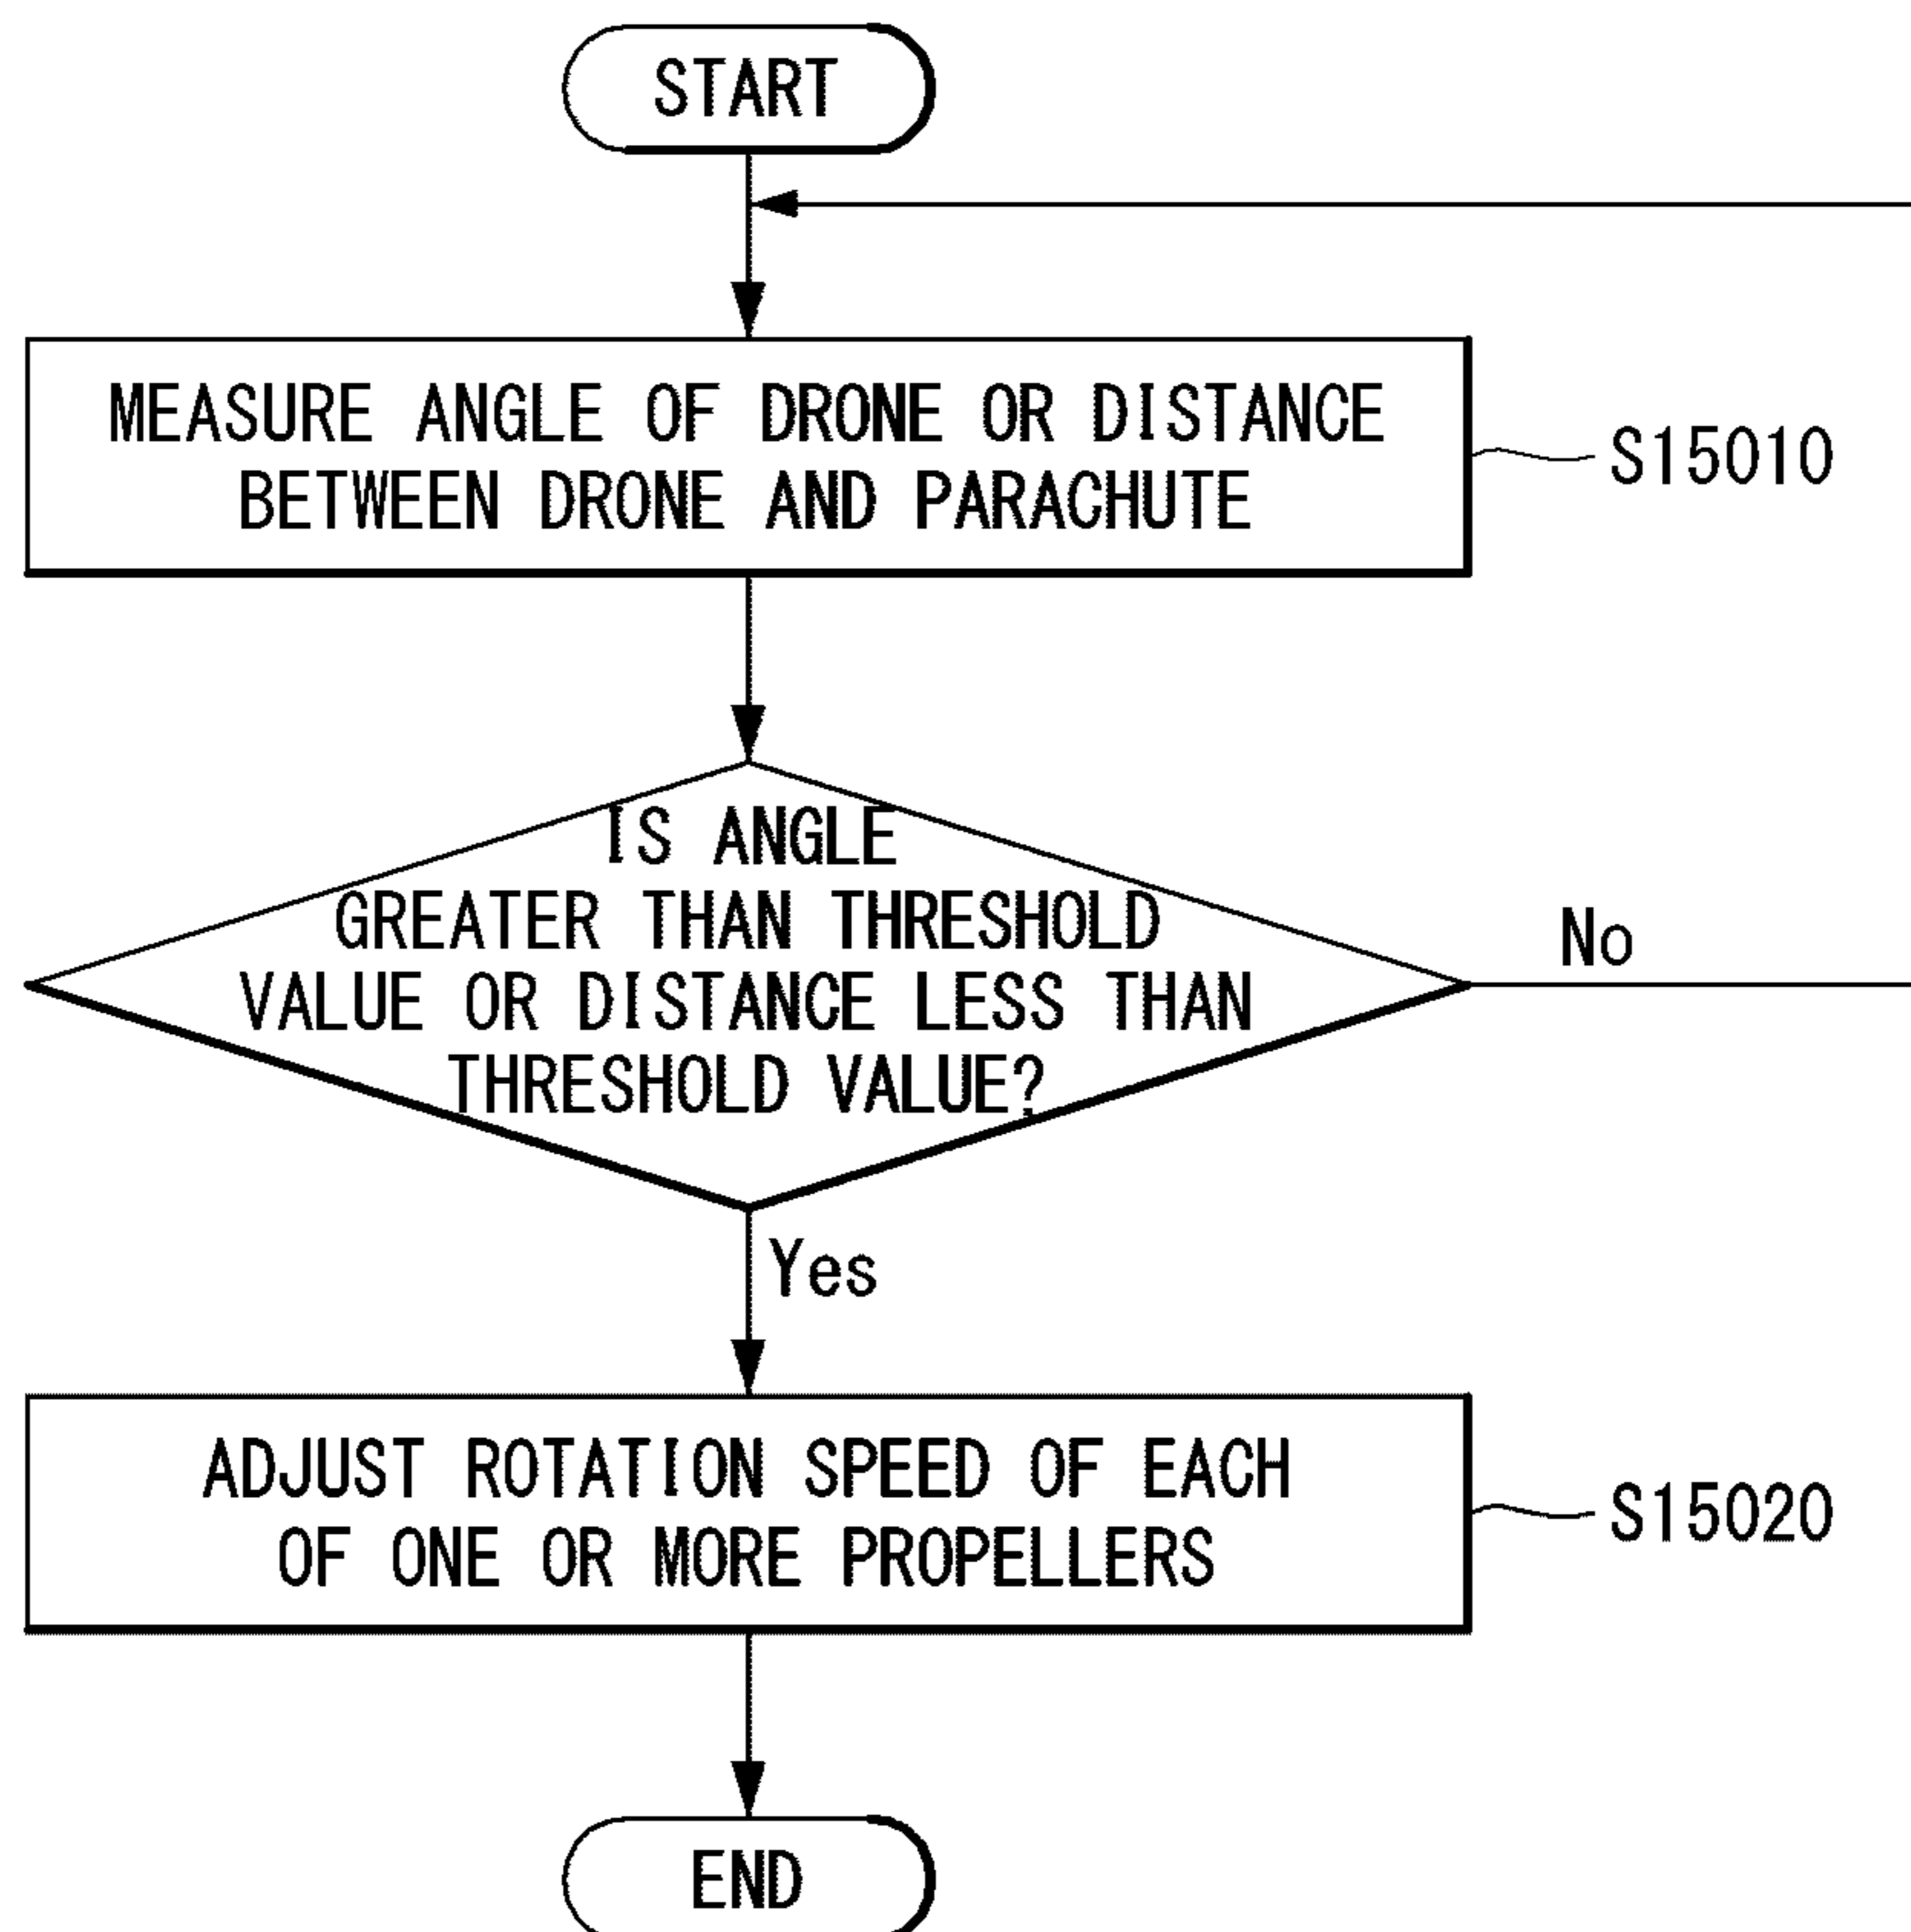 START
MEASURE ANGLE OF DRONE OR DISTANCE
BETWEEN DRONE AND PARACHUTE
S15010
IS ANGLE
GREATER THAN THRESHOLD
VALUE OR DISTANCE LESS THAN
THRESHOLD VALUE?
No
Yes
ADJUST ROTATION SPEED OF EACH
OF ONE OR MORE PROPELLERS
S15020
END